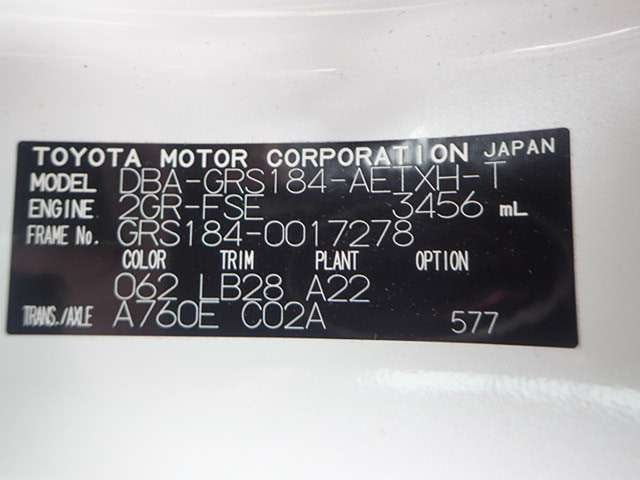 TOYOTA MOTOR CORPORATION JAPAN
MODEL DBA-GRS184-AETXH-T
ENGINE 2GR-FSE 3456 mL
FRAME No. GRS184-0017278
COLOR TRIM PLANT OPTION
062 LB28 A22
TRANS./AXLE A760E C02A 577